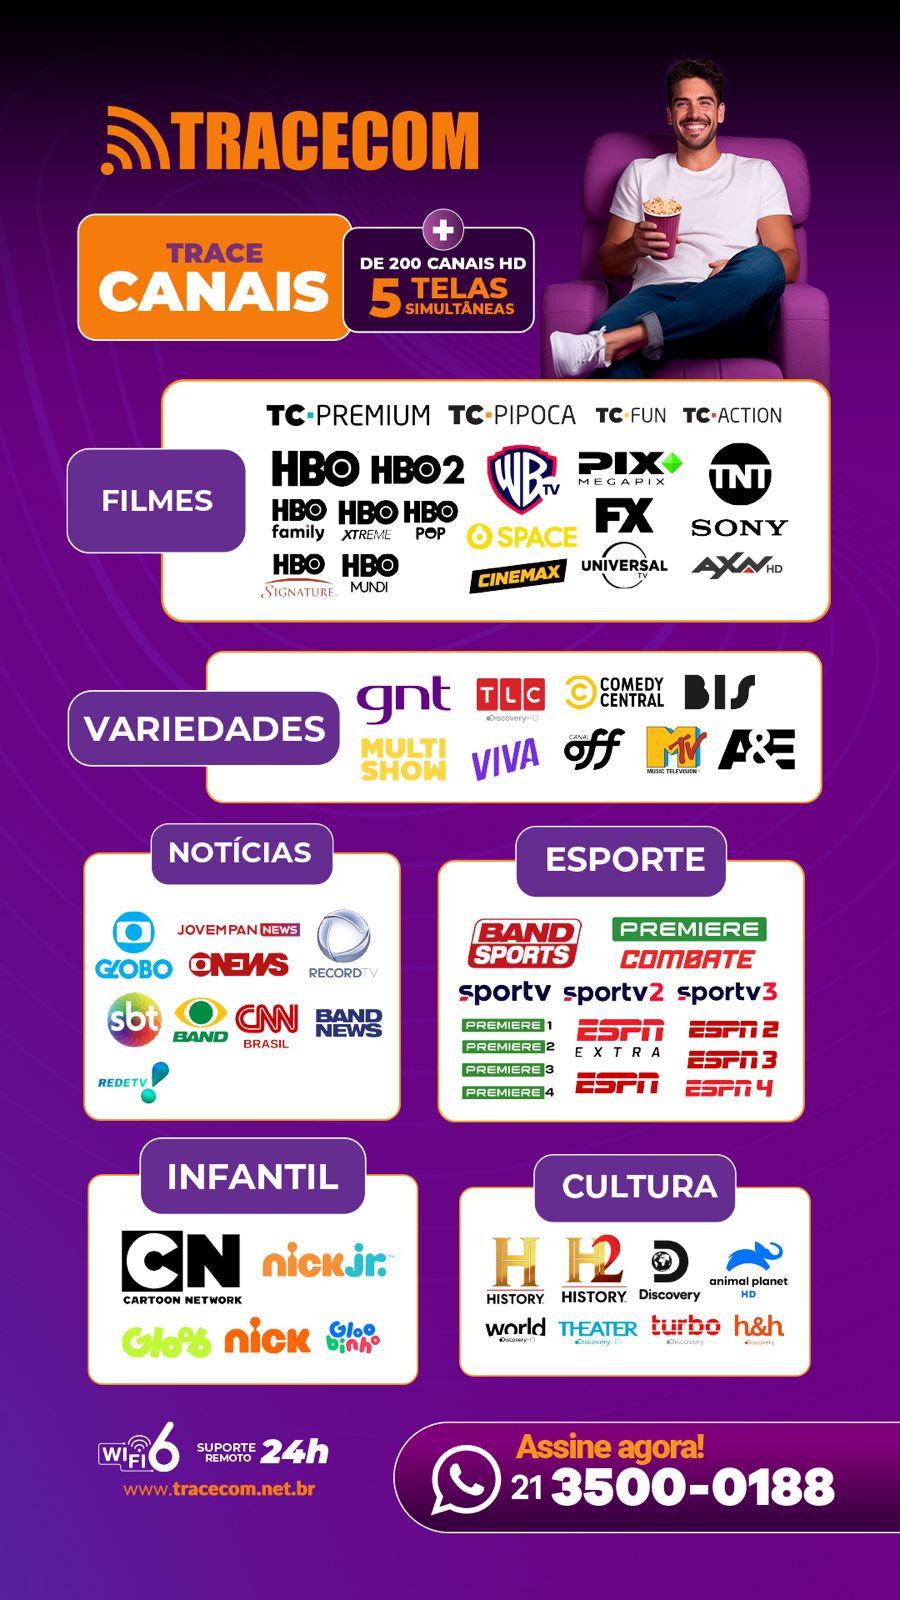 TRACECOM
TRACE
CANAIS
+
DE 200 CANAIS HD
5 TELAS
SIMULTÂNEAS
FILMES
TC•PREMIUM TC•PIPOCA TC•FUN TC•ACTION
HBO HBO2 WB TV PIX+ MEGAPIX TNT
HBO family HBO XTREME HBO POP SPACE FX SONY
HBO SIGNATURE HBO MUNDI CINEMAX UNIVERSAL TV AXN HD
VARIEDADES
gnt TLC Discovery HD COMEDY CENTRAL BIS
MULTI SHOW VIVA CANAL off MTV MUSIC TELEVISION A&E
NOTÍCIAS
GLOBO JOVEM PAN NEWS RECORDTV
GNEWS
sbt BAND CNN BRASIL BAND NEWS
REDETV!
ESPORTE
BAND SPORTS PREMIERE
COMBATE
sportv sportv2 sportv3
PREMIERE 1 ESPN EXTRA ESPN 2
PREMIERE 2
PREMIERE 3 ESPN ESPN 3
PREMIERE 4 ESPN 4
INFANTIL
CN CARTOON NETWORK nick jr.™
Gloob nick Gloobinho
CULTURA
H HISTORY H2 HISTORY D Discovery animal planet HD
world Discovery HD THEATER Discovery HD turbo Discovery h&h Discovery
WIFI 6 SUPORTE REMOTO 24h
www.tracecom.net.br
Assine agora!
21 3500-0188